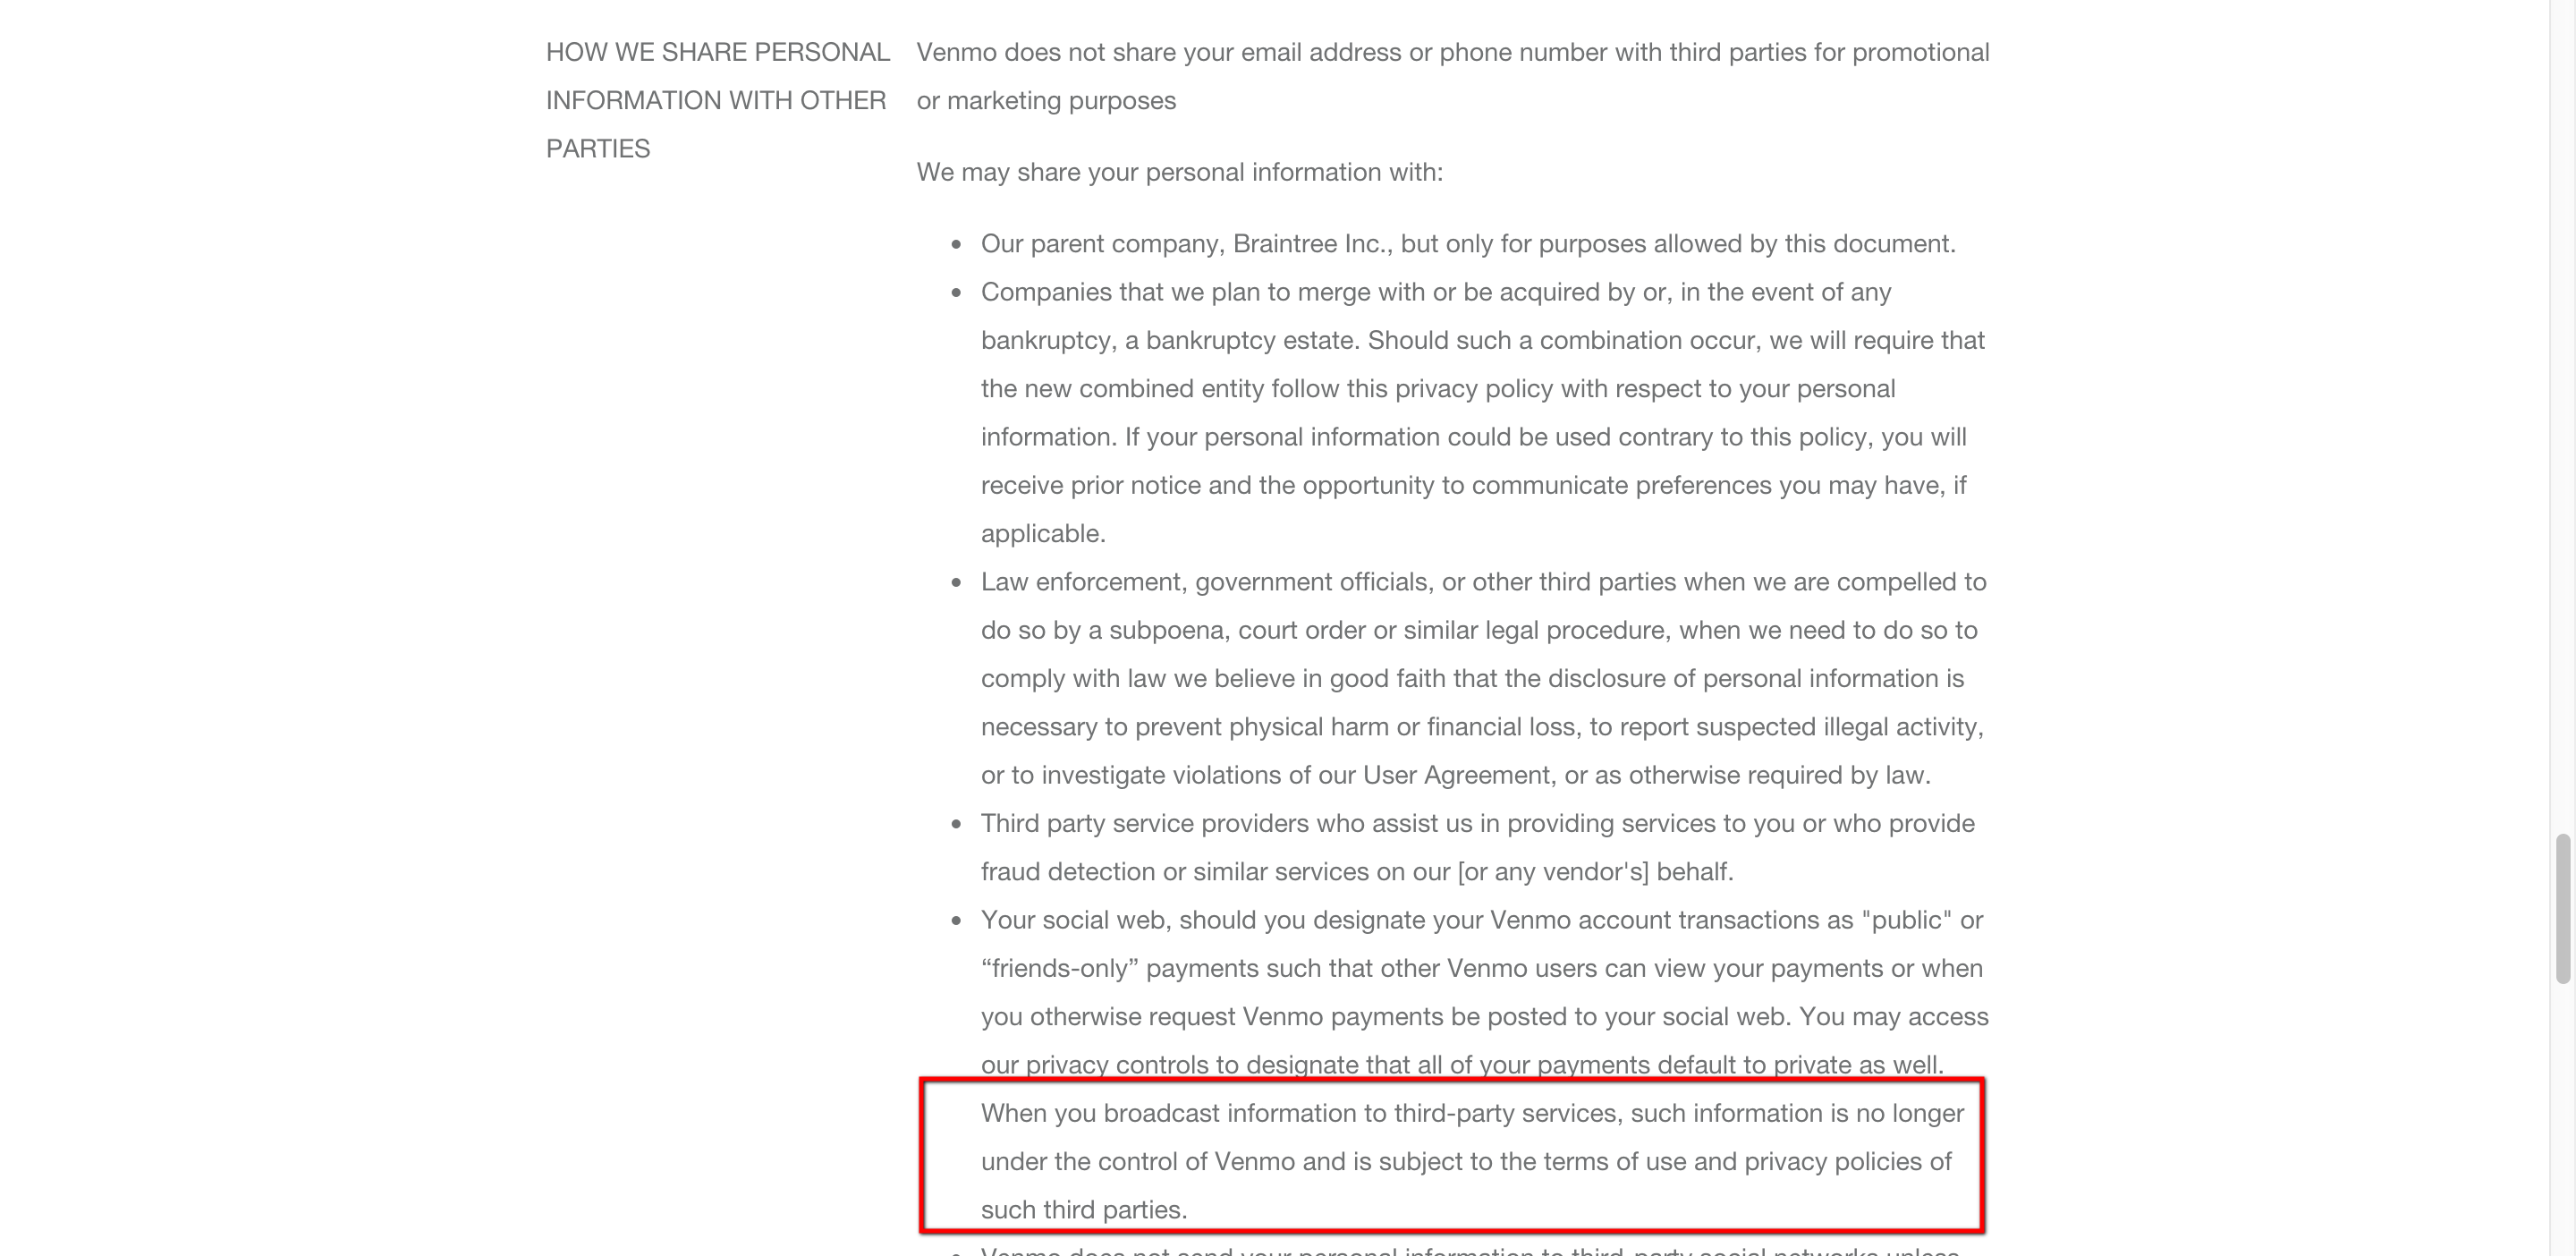 HOW WE SHARE PERSONAL
INFORMATION WITH OTHER
PARTIES
Venmo does not share your email address or phone number with third parties for promotional
or marketing purposes
We may share your personal information with:
• Our parent company, Braintree Inc., but only for purposes allowed by this document.
• Companies that we plan to merge with or be acquired by or, in the event of any
bankruptcy, a bankruptcy estate. Should such a combination occur, we will require that
the new combined entity follow this privacy policy with respect to your personal
information. If your personal information could be used contrary to this policy, you will
receive prior notice and the opportunity to communicate preferences you may have, if
applicable.
• Law enforcement, government officials, or other third parties when we are compelled to
do so by a subpoena, court order or similar legal procedure, when we need to do so to
comply with law we believe in good faith that the disclosure of personal information is
necessary to prevent physical harm or financial loss, to report suspected illegal activity,
or to investigate violations of our User Agreement, or as otherwise required by law.
• Third party service providers who assist us in providing services to you or who provide
fraud detection or similar services on our [or any vendor's] behalf.
• Your social web, should you designate your Venmo account transactions as "public" or
“friends-only” payments such that other Venmo users can view your payments or when
you otherwise request Venmo payments be posted to your social web. You may access
our privacy controls to designate that all of your payments default to private as well.
When you broadcast information to third-party services, such information is no longer
under the control of Venmo and is subject to the terms of use and privacy policies of
such third parties.
• Venmo does not send your personal information to third-party social networks unless